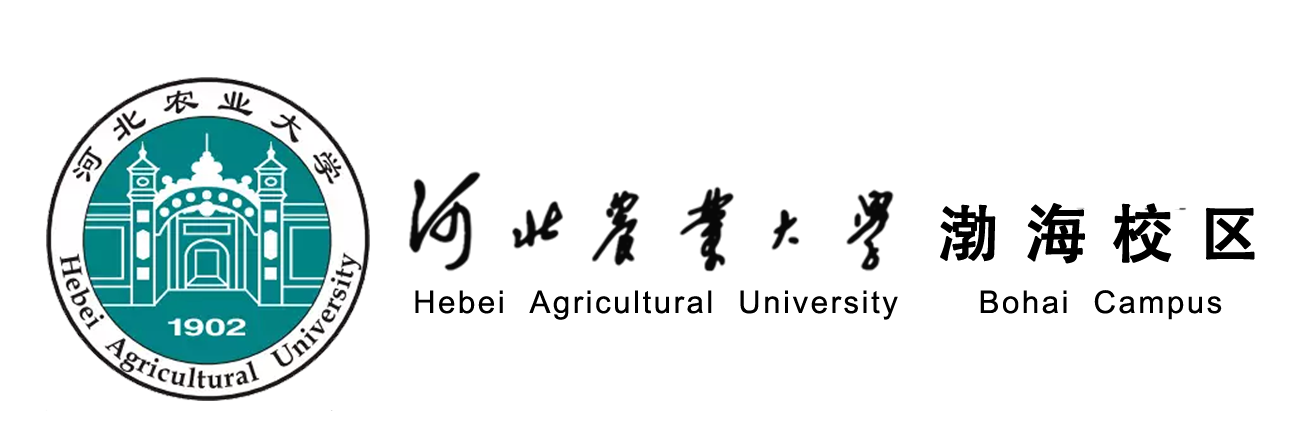 河北农业大学
1902
Hebei Agricultural University
河北農業大學 渤海校区
Hebei Agricultural University Bohai Campus